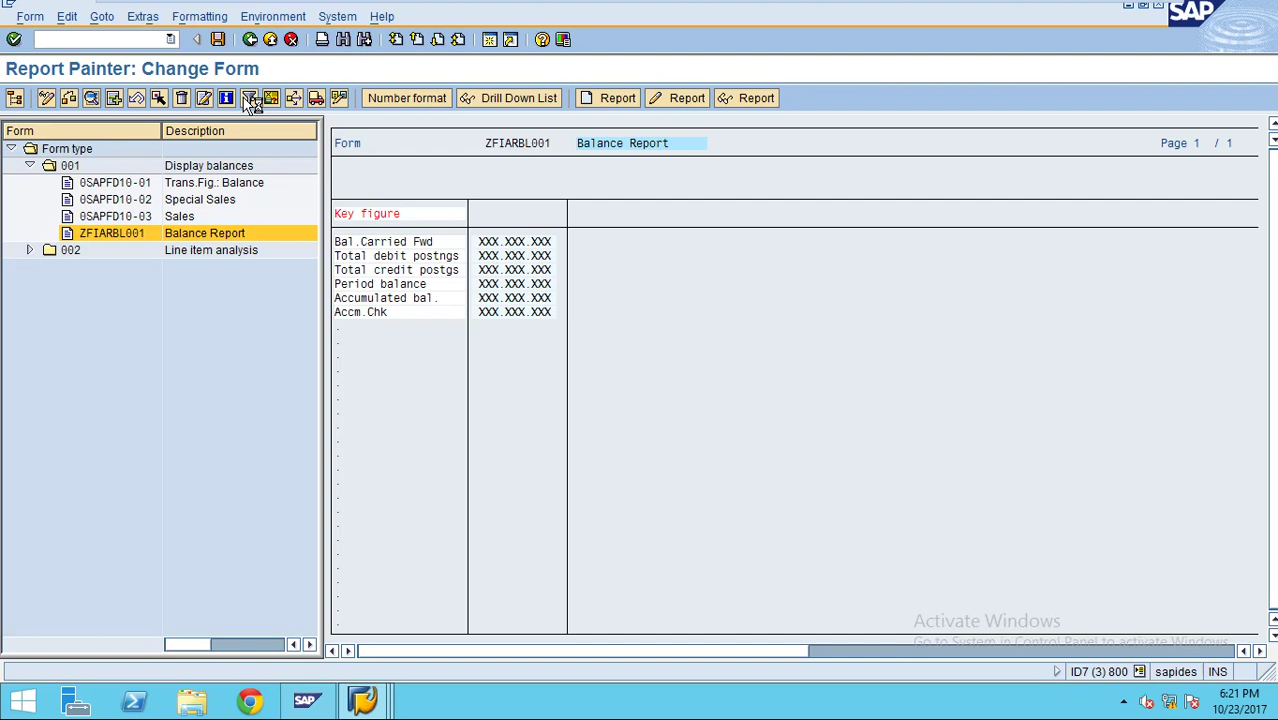 Form Edit Goto Extras Formatting Environment System Help
SAP
Report Painter: Change Form
Number format Drill Down List Report Report Report
Form Description
Form type
001 Display balances
0SAPFD10-01 Trans.Fig.: Balance
0SAPFD10-02 Special Sales
0SAPFD10-03 Sales
ZFIARBL001 Balance Report
002 Line item analysis
Form ZFIARBL001 Balance Report Page 1 / 1
Key figure
Bal.Carried Fwd XXX.XXX.XXX
Total debit postngs XXX.XXX.XXX
Total credit postgs XXX.XXX.XXX
Period balance XXX.XXX.XXX
Accumulated bal. XXX.XXX.XXX
Accm.Chk XXX.XXX.XXX
Activate Windows
Go to System in Control Panel to activate Windows.
ID7 (3) 800 sapides INS
SAP
6:21 PM
10/23/2017